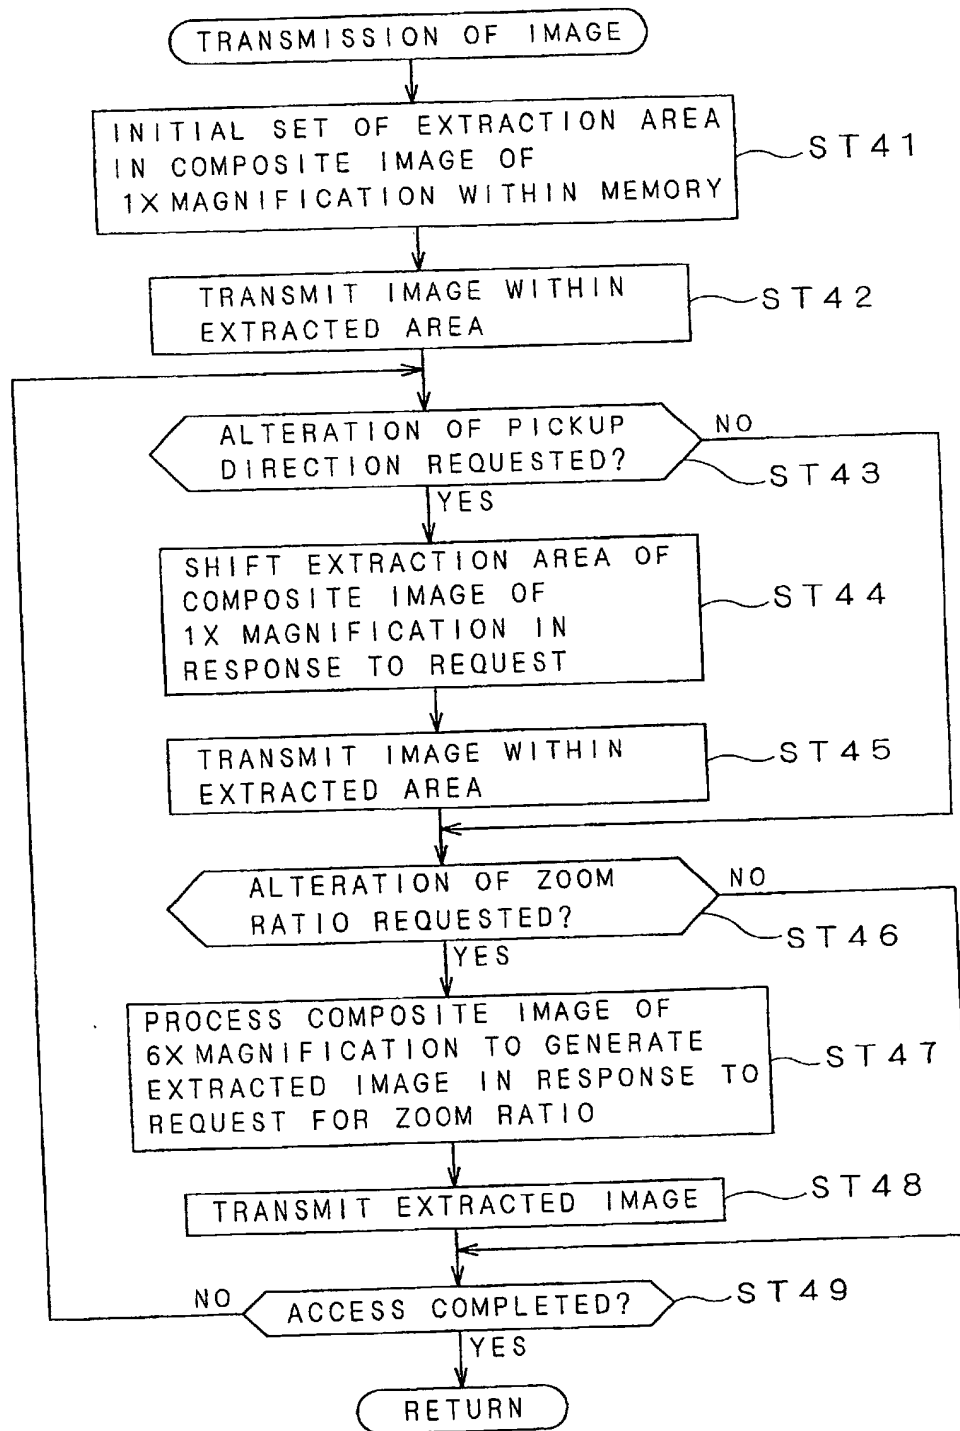 TRANSMISSION OF IMAGE
INITIAL SET OF EXTRACTION AREA
IN COMPOSITE IMAGE OF
1X MAGNIFICATION WITHIN MEMORY
ST41
TRANSMIT IMAGE WITHIN
EXTRACTED AREA
ST42
ALTERATION OF PICKUP
DIRECTION REQUESTED?
NO
ST43
YES
SHIFT EXTRACTION AREA OF
COMPOSITE IMAGE OF
1X MAGNIFICATION IN
RESPONSE TO REQUEST
ST44
TRANSMIT IMAGE WITHIN
EXTRACTED AREA
ST45
ALTERATION OF ZOOM
RATIO REQUESTED?
NO
ST46
YES
PROCESS COMPOSITE IMAGE OF
6X MAGNIFICATION TO GENERATE
EXTRACTED IMAGE IN RESPONSE TO
REQUEST FOR ZOOM RATIO
ST47
TRANSMIT EXTRACTED IMAGE
ST48
NO
ACCESS COMPLETED?
ST49
YES
RETURN